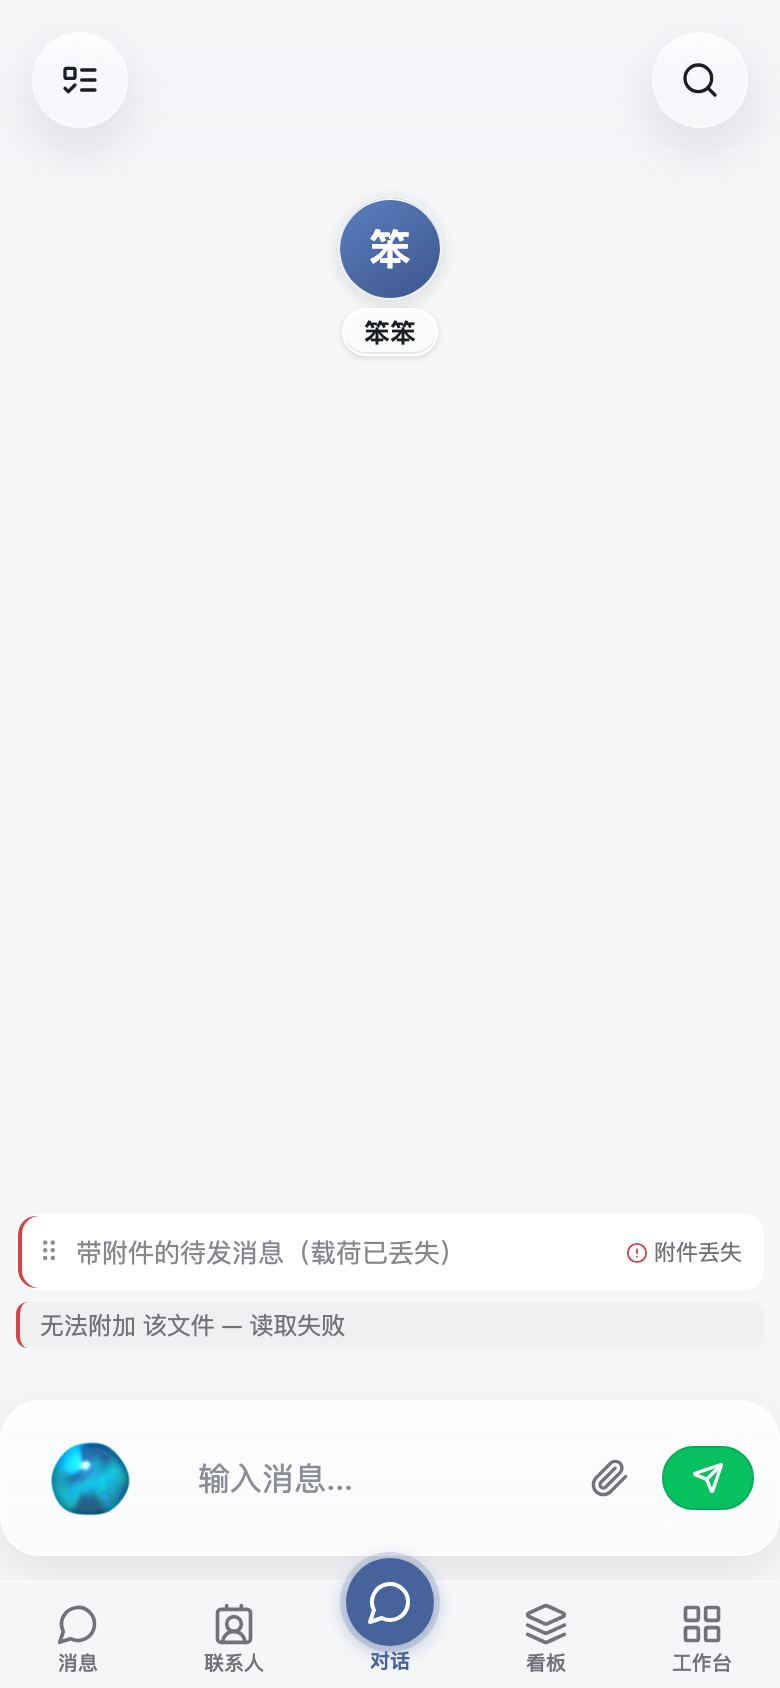 笨
笨笨
带附件的待发消息（载荷已丢失） 附件丢失
无法附加 该文件 — 读取失败
输入消息...
消息 联系人 对话 看板 工作台